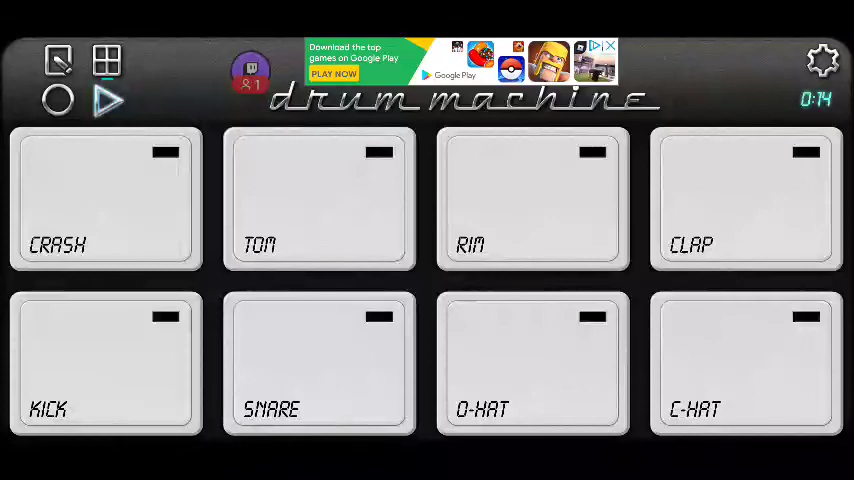 Download the top
games on Google Play
PLAY NOW
Google Play
1
drum machine
0:14
CRASH
TOM
RIM
CLAP
KICK
SNARE
O-HAT
C-HAT